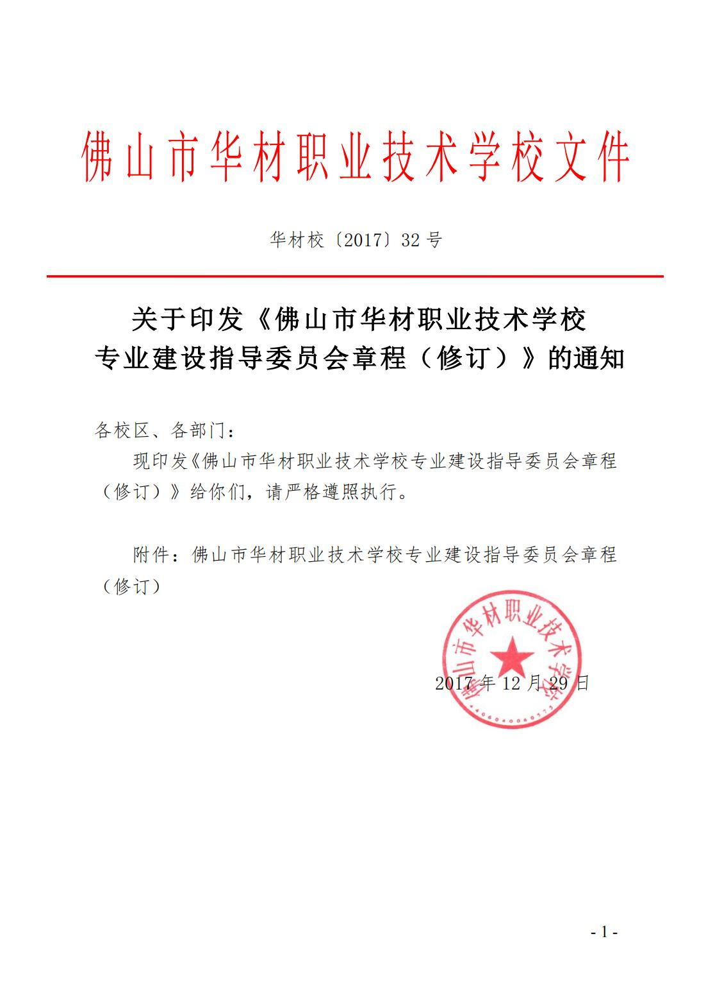 佛山市华材职业技术学校文件
华材校〔2017〕32 号
关于印发《佛山市华材职业技术学校
专业建设指导委员会章程（修订）》的通知
各校区、各部门：
现印发《佛山市华材职业技术学校专业建设指导委员会章程
（修订）》给你们，请严格遵照执行。
附件：佛山市华材职业技术学校专业建设指导委员会章程
（修订）
佛山市华材职业技术学校
2017 年 12 月 29 日
- 1 -